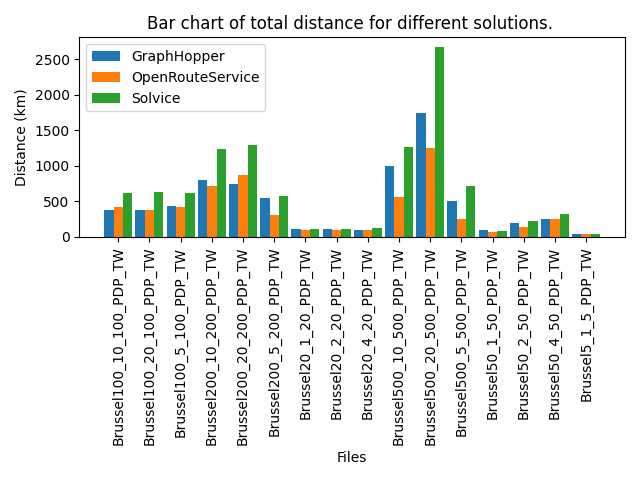 Bar chart of total distance for different solutions.
GraphHopper
OpenRouteService
Solvice
Distance (km)
2500
2000
1500
1000
500
0
Brussel100_10_100_PDP_TW
Brussel100_20_100_PDP_TW
Brussel100_5_100_PDP_TW
Brussel200_10_200_PDP_TW
Brussel200_20_200_PDP_TW
Brussel200_5_200_PDP_TW
Brussel20_1_20_PDP_TW
Brussel20_2_20_PDP_TW
Brussel20_4_20_PDP_TW
Brussel500_10_500_PDP_TW
Brussel500_20_500_PDP_TW
Brussel500_5_500_PDP_TW
Brussel50_1_50_PDP_TW
Brussel50_2_50_PDP_TW
Brussel50_4_50_PDP_TW
Brussel5_1_5_PDP_TW
Files